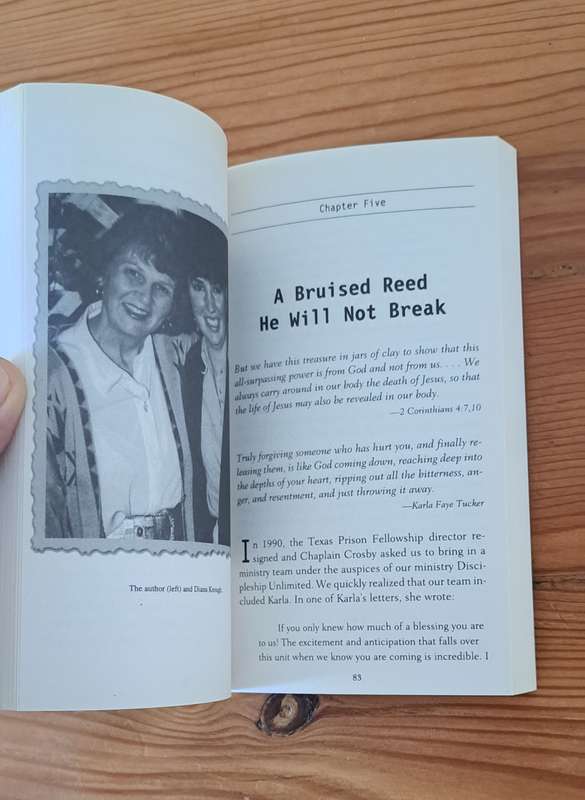 The author (left) and Diana Keough.
Chapter Five
A Bruised Reed
He Will Not Break
But we have this treasure in jars of clay to show that this
all-surpassing power is from God and not from us. . . . We
always carry around in our body the death of Jesus, so that
the life of Jesus may also be revealed in our body.
—2 Corinthians 4:7,10
Truly forgiving someone who has hurt you, and finally re-
leasing them, is like God coming down, reaching deep into
the depths of your heart, ripping out all the bitterness, an-
ger, and resentment, and just throwing it away.
—Karla Faye Tucker
In 1990, the Texas Prison Fellowship director re-
signed and Chaplain Crosby asked us to bring in a
ministry team under the auspices of our ministry Disci-
pleship Unlimited. We quickly realized that our team in-
cluded Karla. In one of Karla's letters, she wrote:
If you only knew how much of a blessing you are
to us! The excitement and anticipation that falls over
this unit when we know you are coming is incredible. I
83